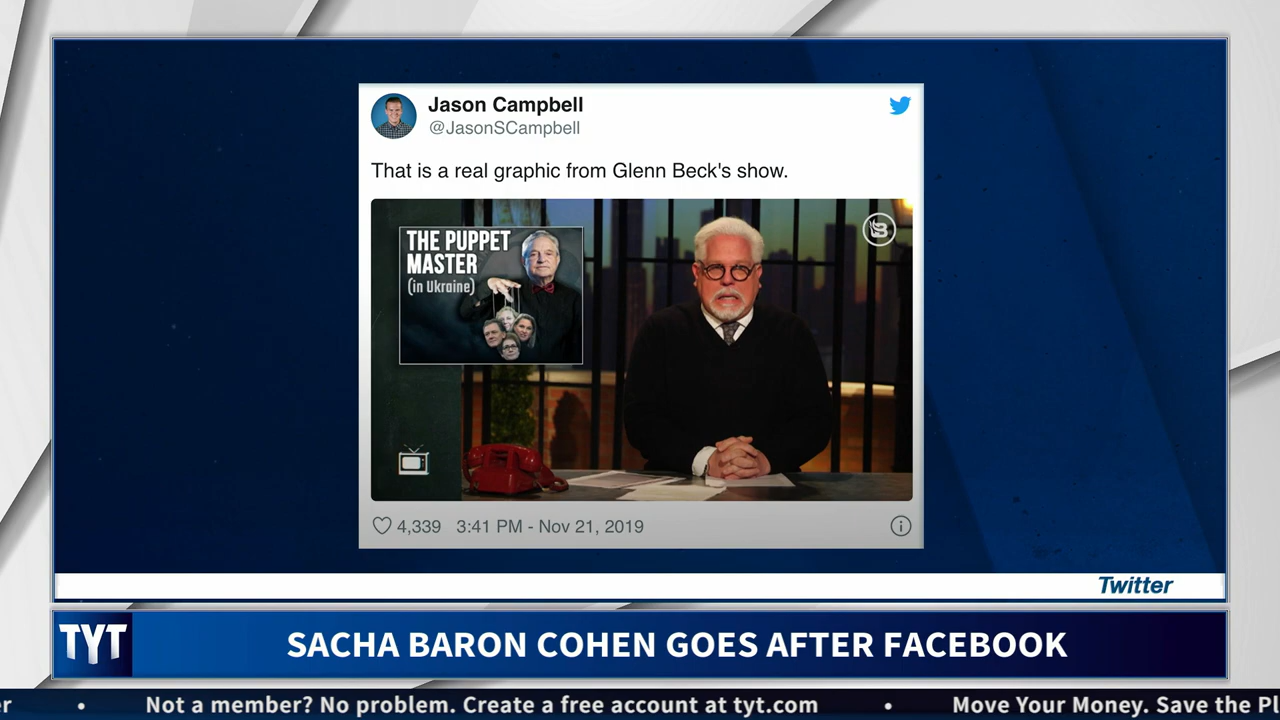 Jason Campbell
@JasonSCampbell
That is a real graphic from Glenn Beck's show.
THE PUPPET
MASTER
(in Ukraine)
4,339 3:41 PM - Nov 21, 2019
Twitter
TYT
SACHA BARON COHEN GOES AFTER FACEBOOK
r • Not a member? No problem. Create a free account at tyt.com • Move Your Money. Save the Pl